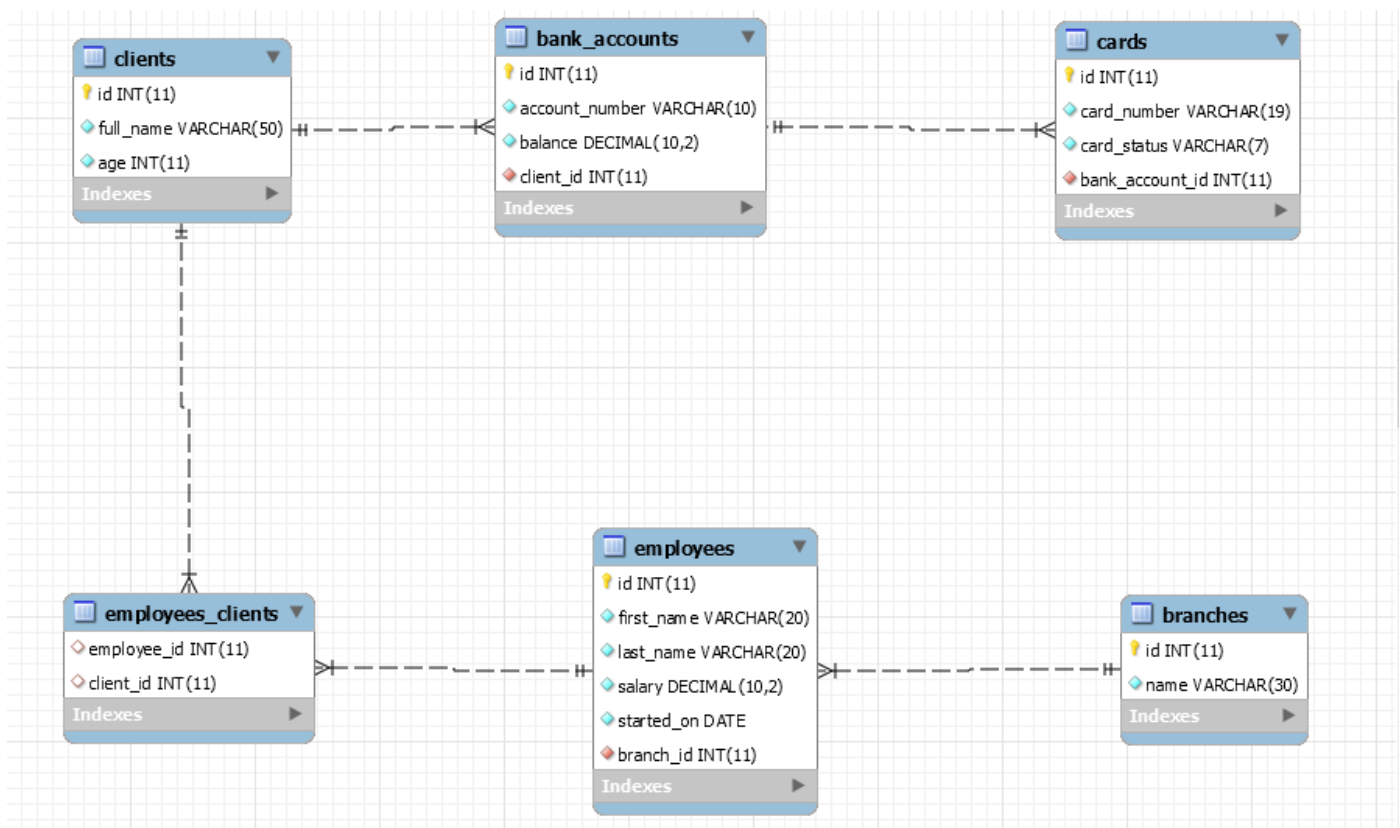 clients
id INT(11)
full_name VARCHAR(50)
age INT(11)
Indexes
bank_accounts
id INT(11)
account_number VARCHAR(10)
balance DECIMAL(10,2)
client_id INT(11)
Indexes
cards
id INT(11)
card_number VARCHAR(19)
card_status VARCHAR(7)
bank_account_id INT(11)
Indexes
employees_clients
employee_id INT(11)
client_id INT(11)
Indexes
employees
id INT(11)
first_name VARCHAR(20)
last_name VARCHAR(20)
salary DECIMAL(10,2)
started_on DATE
branch_id INT(11)
Indexes
branches
id INT(11)
name VARCHAR(30)
Indexes